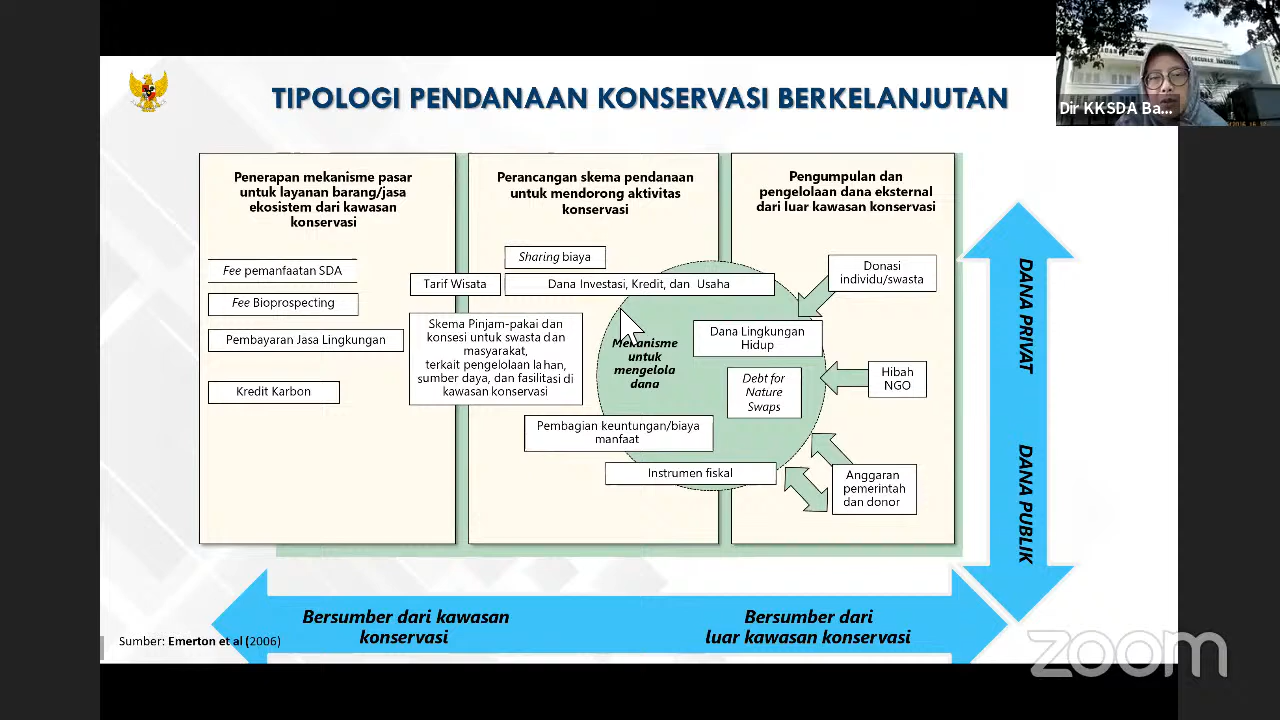 TIPOLOGI PENDANAAN KONSERVASI BERKELANJUTAN
Dir KKSDA Ba...
Penerapan mekanisme pasar
untuk layanan barang/jasa
ekosistem dari kawasan
konservasi
Fee pemanfaatan SDA
Fee Bioprospecting
Pembayaran Jasa Lingkungan
Kredit Karbon
Perancangan skema pendanaan
untuk mendorong aktivitas
konservasi
Sharing biaya
Tarif Wisata
Dana Investasi, Kredit, dan Usaha
Skema Pinjam-pakai dan
konsesi untuk swasta dan
masyarakat,
terkait pengelolaan lahan,
sumber daya, dan fasilitasi di
kawasan konservasi
Mekanisme
untuk
mengelola
dana
Pembagian keuntungan/biaya
manfaat
Instrumen fiskal
Pengumpulan dan
pengelolaan dana eksternal
dari luar kawasan konservasi
Donasi
individu/swasta
Dana Lingkungan
Hidup
Debt for
Nature
Swaps
Hibah
NGO
Anggaran
pemerintah
dan donor
DANA PRIVAT
DANA PUBLIK
Bersumber dari kawasan
konservasi
Bersumber dari
luar kawasan konservasi
Sumber: Emerton et al (2006)
zoom